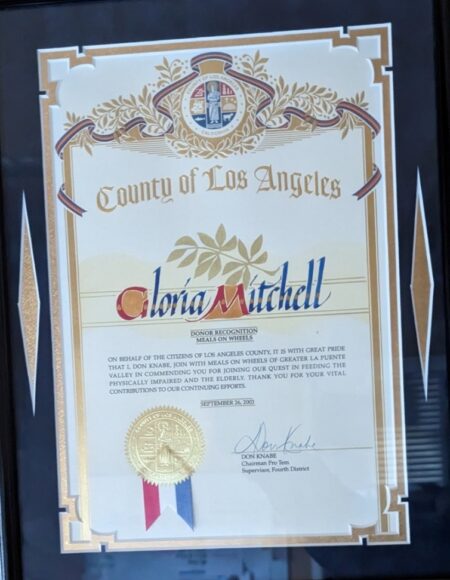 County of Los Angeles
Gloria Mitchell
DONOR RECOGNITION
MEALS ON WHEELS
ON BEHALF OF THE CITIZENS OF LOS ANGELES COUNTY, IT IS WITH GREAT PRIDE
THAT I, DON KNABE, JOIN WITH MEALS ON WHEELS OF GREATER LA PUENTE
VALLEY IN COMMENDING YOU FOR JOINING OUR QUEST IN FEEDING THE
PHYSICALLY IMPAIRED AND THE ELDERLY. THANK YOU FOR YOUR VITAL
CONTRIBUTIONS TO OUR CONTINUING EFFORTS.
SEPTEMBER 26, 2003
Don Knabe
DON KNABE
Chairman Pro Tem
Supervisor, Fourth District